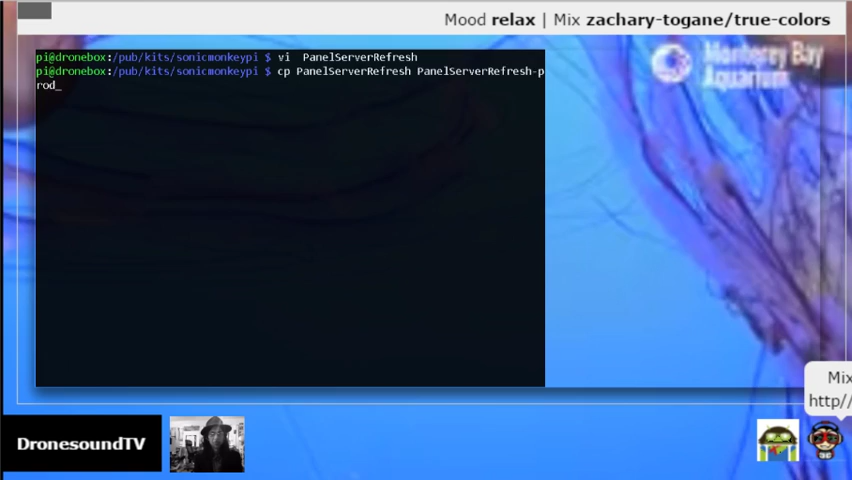 Mood relax | Mix zachary-togane/true-colors
pi@dronebox:/pub/kits/sonicmonkeypi $ vi  PanelServerRefresh
pi@dronebox:/pub/kits/sonicmonkeypi $ cp PanelServerRefresh PanelServerRefresh-p
rod_
Monterey Bay
Aquarium
Mix
http//
DronesoundTV